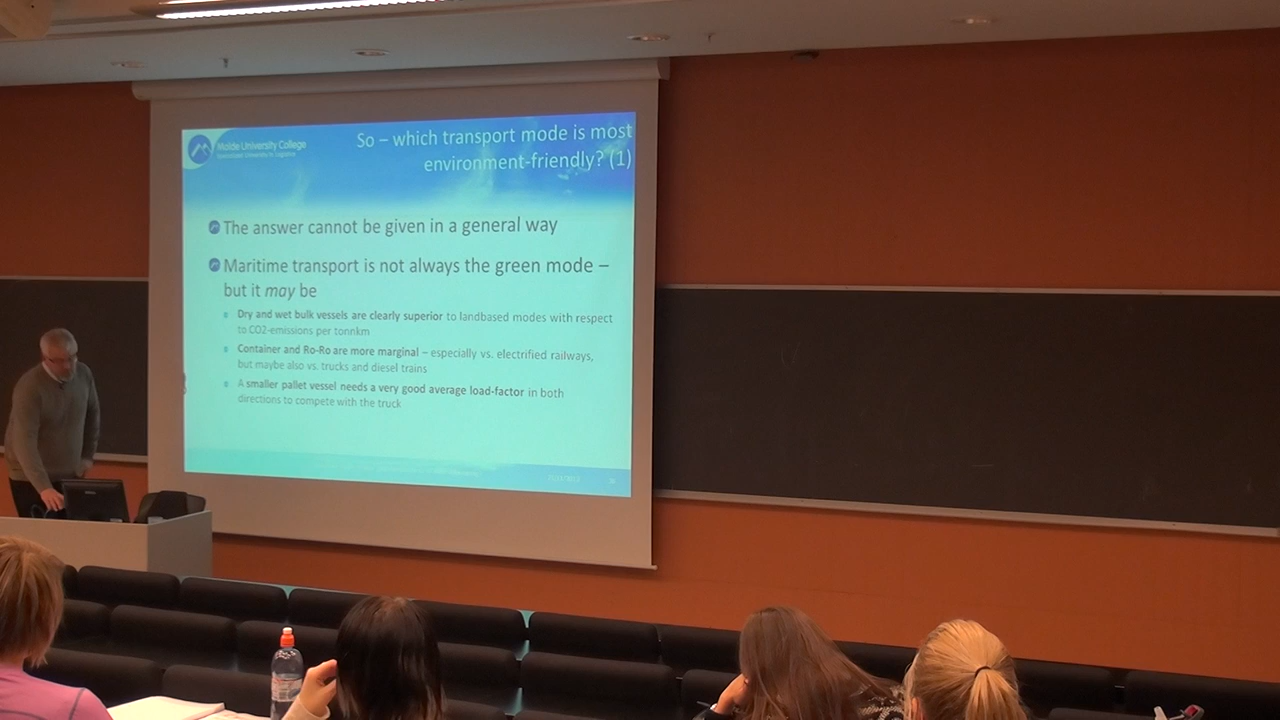 Molde University College
Specialized University in Logistics
So – which transport mode is most
environment-friendly? (1)
The answer cannot be given in a general way
Maritime transport is not always the green mode –
but it may be
Dry and wet bulk vessels are clearly superior to landbased modes with respect
to CO2-emissions per tonnkm
Container and Ro-Ro are more marginal – especially vs. electrified railways,
but maybe also vs. trucks and diesel trains
A smaller pallet vessel needs a very good average load-factor in both
directions to compete with the truck